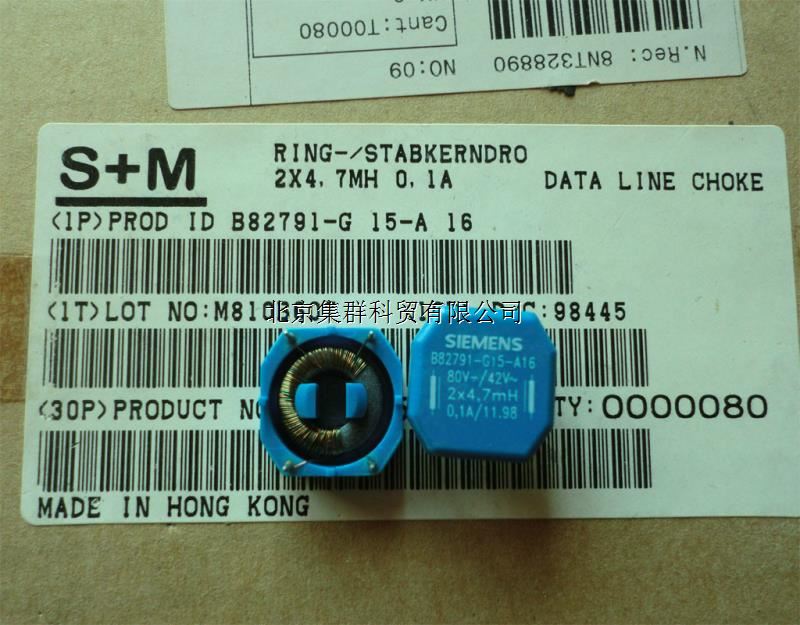 Cant:T00080
NO:09
N.Rec: 8NT328890
S+M
RING-/STABKERNDRO
2X4,7MH 0,1A
DATA LINE CHOKE
(1P)PROD ID B82791-G 15-A 16
(1T)LOT NO:M810
:98445
北京集群科贸有限公司
(30P)PRODUCT
TY: 0000080
MADE IN HONG KONG
SIEMENS
B82791-G15-A16
80V-/42V~
2x4,7mH
0,1A/11.98